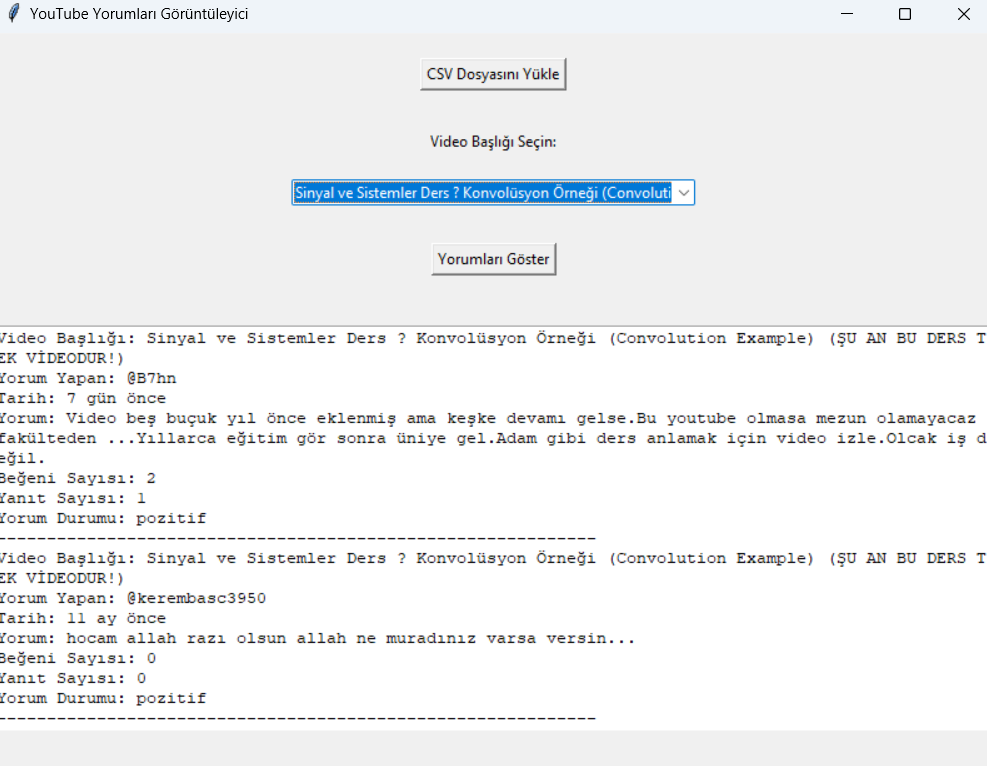 YouTube Yorumları Görüntüleyici
CSV Dosyasını Yükle
Video Başlığı Seçin:
Sinyal ve Sistemler Ders ? Konvolüsyon Örneği (Convoluti
Yorumları Göster
Video Başlığı: Sinyal ve Sistemler Ders ? Konvolüsyon Örneği (Convolution Example) (ŞU AN BU DERS T
EK VİDEODUR!)
Yorum Yapan: @B7hn
Tarih: 7 gün önce
Yorum: Video beş buçuk yıl önce eklenmiş ama keşke devamı gelse.Bu youtube olmasa mezun olamayacaz
fakülteden ...Yıllarca eğitim gör sonra üniye gel.Adam gibi ders anlamak için video izle.Olcak iş d
eğil.
Beğeni Sayısı: 2
Yanıt Sayısı: 1
Yorum Durumu: pozitif
------------------------------------------------------------
Video Başlığı: Sinyal ve Sistemler Ders ? Konvolüsyon Örneği (Convolution Example) (ŞU AN BU DERS T
EK VİDEODUR!)
Yorum Yapan: @kerembasc3950
Tarih: 11 ay önce
Yorum: hocam allah razı olsun allah ne muradınız varsa versin...
Beğeni Sayısı: 0
Yanıt Sayısı: 0
Yorum Durumu: pozitif
------------------------------------------------------------